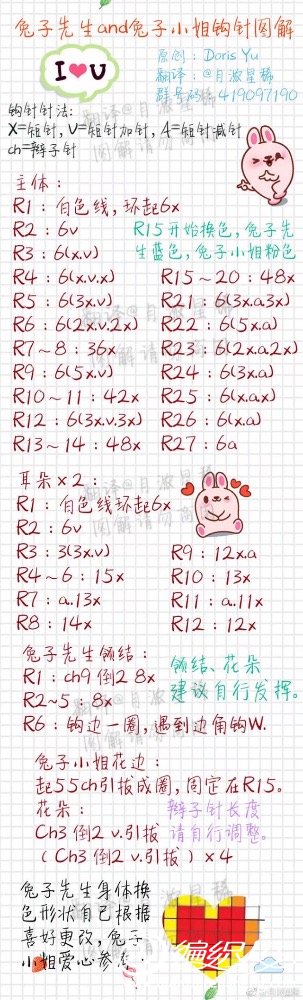 兔子先生and兔子小姐钩针图解
I ♥ U
原创：Doris Yu
翻译：@月浓星稀
群号码：419097190
钩针针法：
X=短针，V=短针加针，A=短针减针
ch=辫子针
主体：
R1：白色线，环起6x
R2：6v
R3：6(x.v)
R4：6(x.v.x)
R5：6(3x.v)
R6：6(2x.v.2x)
R7~8：36x
R9：6(5x.v)
R10~11：42x
R12：6(3x.v.3x)
R13~14：48x
R15开始换色，兔子先
生蓝色，兔子小姐粉色
R15~20：48x
R21：6(3x.a3x)
R22：6(5x.a)
R23：6(2x.a2x)
R24：6(3x.a)
R25：6(x.ax)
R26：6(x.a)
R27：6a
耳朵×2：
R1：白色线环起6x
R2：6v
R3：3(3x.v)
R4~6：15x
R7：a.13x
R8：14x
R9：12x.a
R10：13x
R11：a.11x
R12：12x
兔子先生领结：
R1：ch9 倒2 8x
R2~5：8x
R6：钩边一圈，遇到边角钩W.
领结、花朵
建议自行发挥。
兔子小姐花边：
起55ch引拔成圈，固定在R15。
花朵：
Ch3 倒2 v.引拔
（Ch3 倒2 v.引拔）×4
辫子针长度
请自行调整。
兔子先生身体换
色形状自己根据
喜好更改，兔子
小姐爱心参
编织
翻译@月浓星稀
图解请勿商用